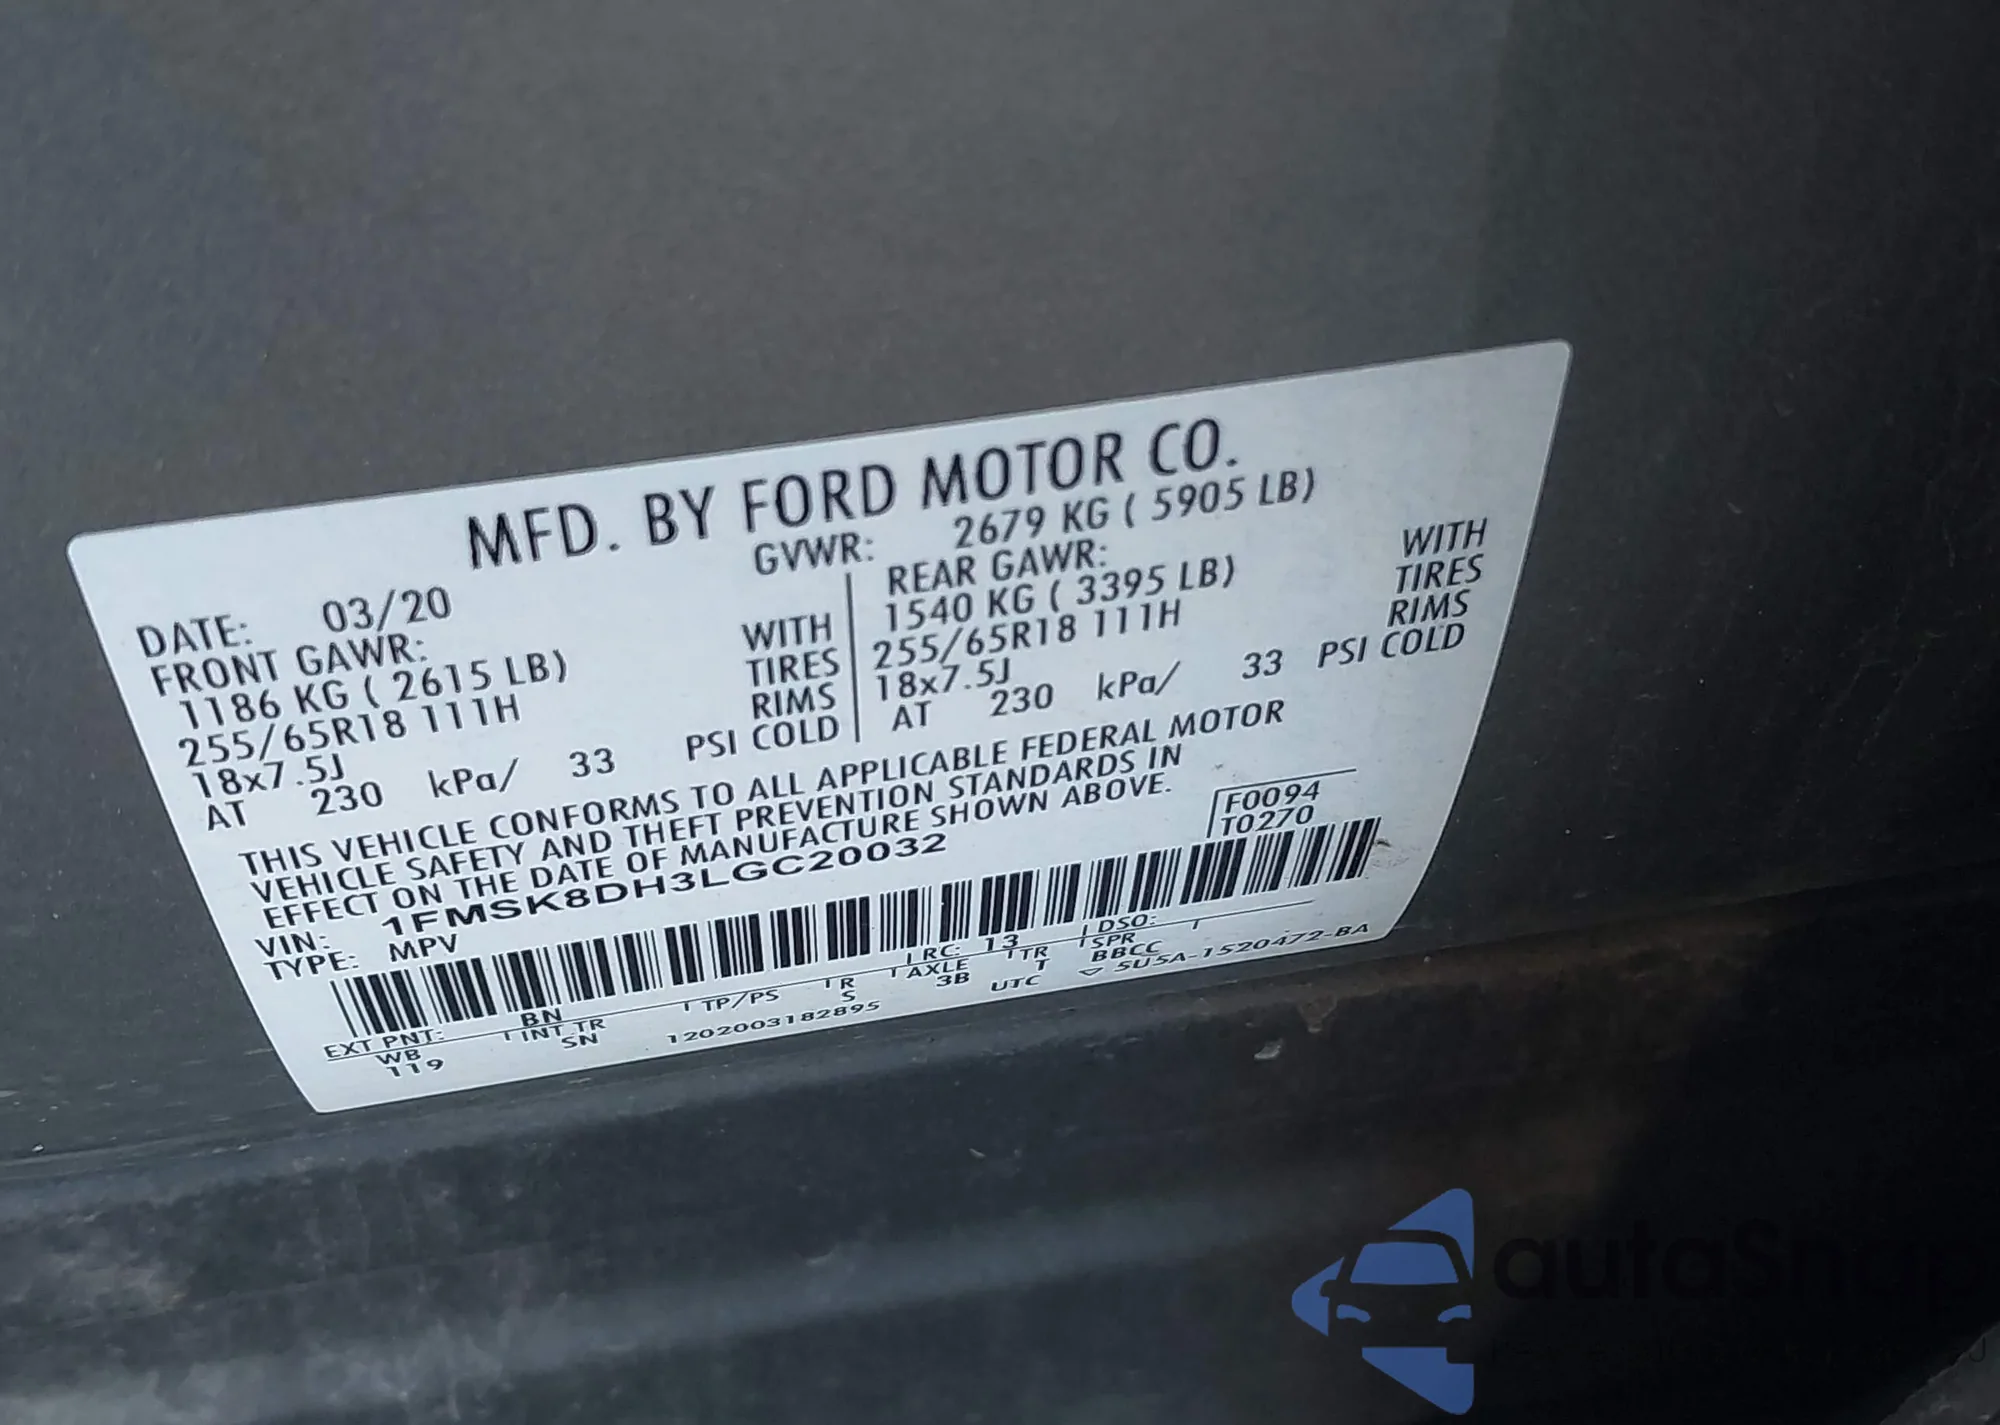 MFD. BY FORD MOTOR CO.
DATE: 03/20 GVWR: 2679 KG ( 5905 LB)
FRONT GAWR: REAR GAWR:
1186 KG ( 2615 LB) WITH 1540 KG ( 3395 LB) WITH
255/65R18 111H TIRES 255/65R18 111H TIRES
18x7.5J RIMS 18x7.5J RIMS
AT 230 kPa/ 33 PSI COLD AT 230 kPa/ 33 PSI COLD
THIS VEHICLE CONFORMS TO ALL APPLICABLE FEDERAL MOTOR
VEHICLE SAFETY AND THEFT PREVENTION STANDARDS IN
EFFECT ON THE DATE OF MANUFACTURE SHOWN ABOVE.
F0094
T0270
VIN: 1FMSK8DH3LGC20032
TYPE: MPV
EXT PNT: BN RC: 13 DSO:
WB INT TR TP/PS R AXLE TR SPR
119 SN S 3B T BBCC
1202003182895 UTC ▽ 5U5A-1520472-BA
autaSnap